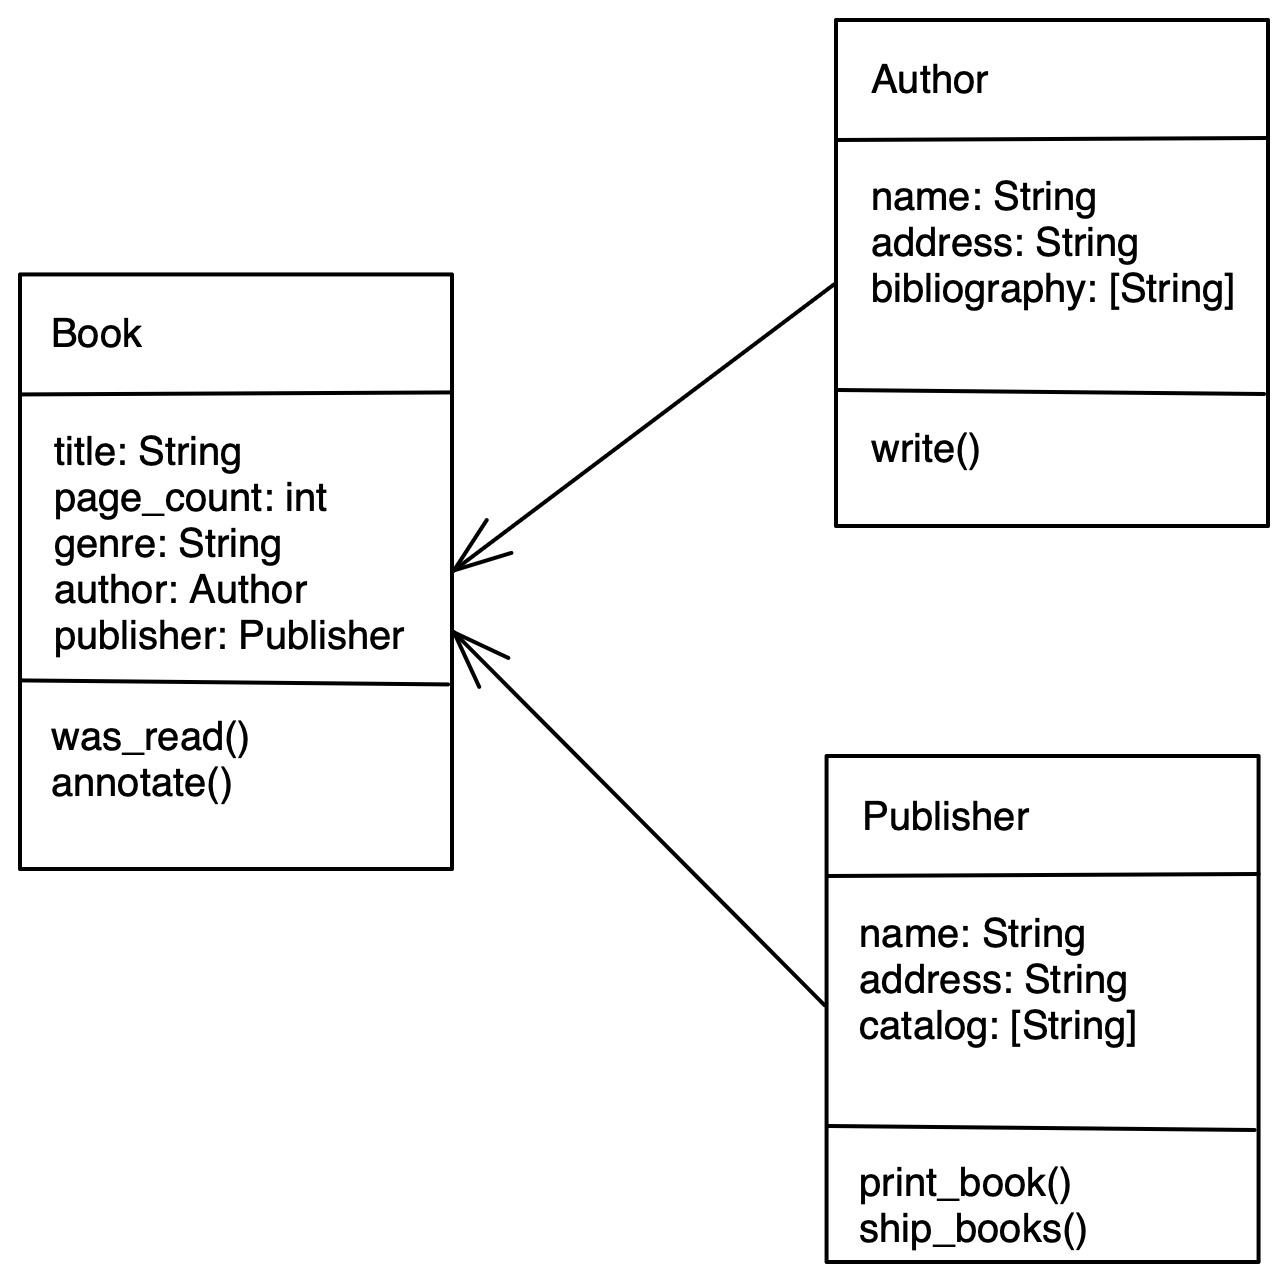 Book
title: String
page_count: int
genre: String
author: Author
publisher: Publisher
was_read()
annotate()
Author
name: String
address: String
bibliography: [String]
write()
Publisher
name: String
address: String
catalog: [String]
print_book()
ship_books()